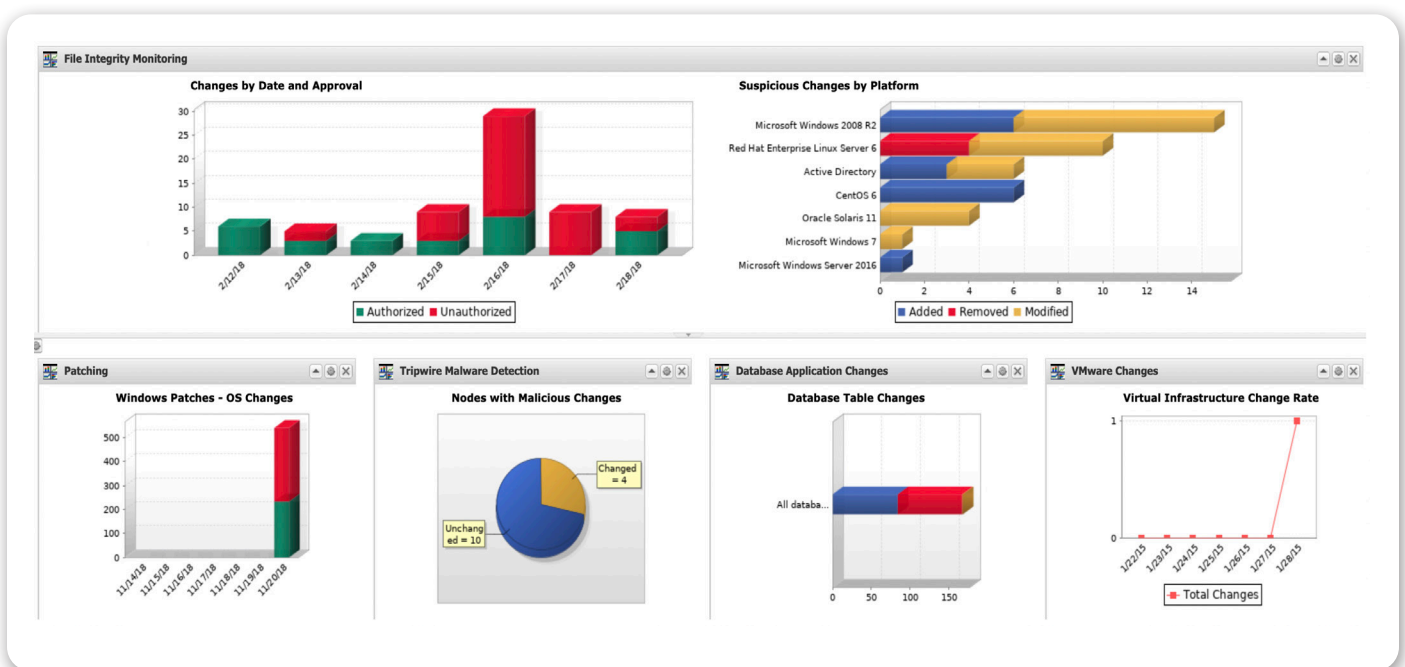 File Integrity Monitoring
Changes by Date and Approval
30
25
20
15
10
5
0
2/12/18
2/13/18
2/14/18
2/15/18
2/16/18
2/17/18
2/18/18
Authorized Unauthorized
Suspicious Changes by Platform
Microsoft Windows 2008 R2
Red Hat Enterprise Linux Server 6
Active Directory
CentOS 6
Oracle Solaris 11
Microsoft Windows 7
Microsoft Windows Server 2016
0 2 4 6 8 10 12 14
Added Removed Modified
Patching
Windows Patches - OS Changes
500
400
300
200
100
0
11/14/18
11/15/18
11/16/18
11/17/18
11/18/18
11/19/18
11/20/18
Tripwire Malware Detection
Nodes with Malicious Changes
Changed
= 4
Unchang
ed = 10
Database Application Changes
Database Table Changes
All databa...
0 50 100 150
VMware Changes
Virtual Infrastructure Change Rate
1
0
1/22/15
1/23/15
1/24/15
1/25/15
1/26/15
1/27/15
1/28/15
Total Changes